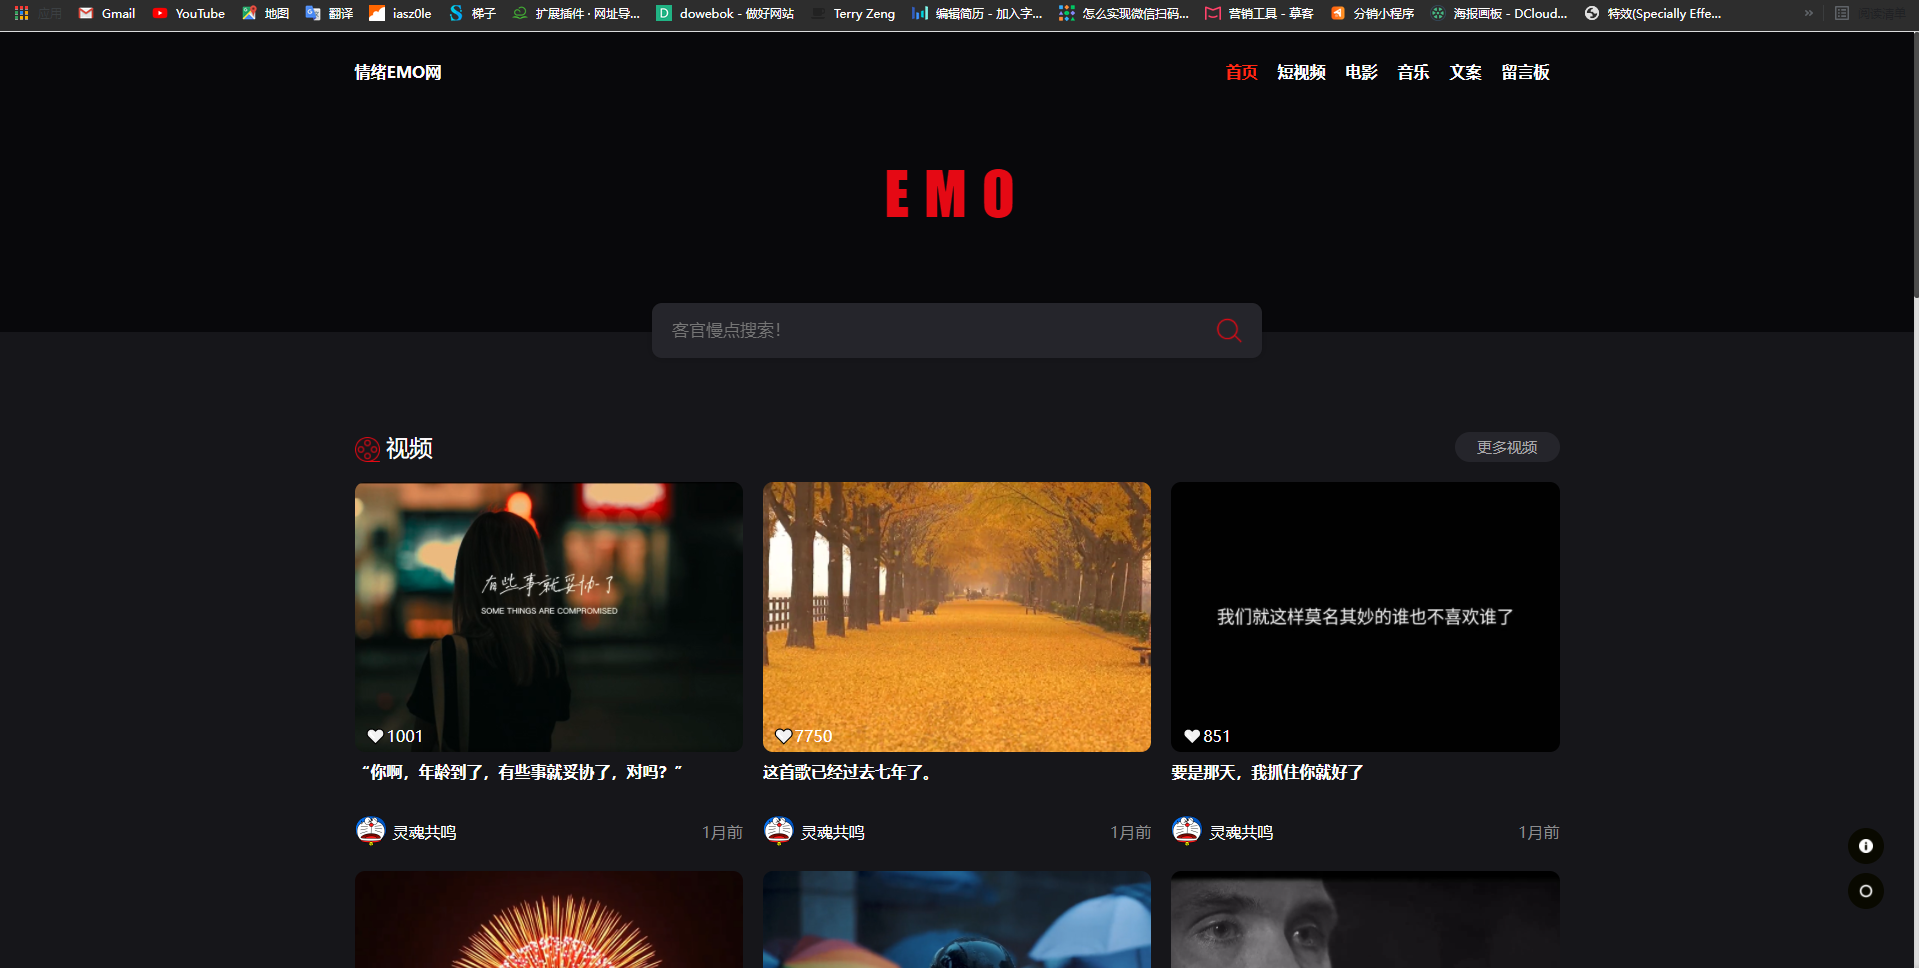 应用 Gmail YouTube 地图 翻译 iasz0le 梯子 扩展插件 · 网址导... dowebok - 做好网站 Terry Zeng 编辑简历 - 加入字... 怎么实现微信扫码... 营销工具 - 摹客 分销小程序 海报画板 - DCloud... 特效(Specially Effe... » 阅读清单
情绪EMO网 首页 短视频 电影 音乐 文案 留言板
EMO
客官慢点搜索！
视频 更多视频
有些事就妥协了
SOME THINGS ARE COMPROMISED
我们就这样莫名其妙的谁也不喜欢谁了
1001 7750 851
“你啊，年龄到了，有些事就妥协了，对吗？” 这首歌已经过去七年了。 要是那天，我抓住你就好了
灵魂共鸣 1月前 灵魂共鸣 1月前 灵魂共鸣 1月前